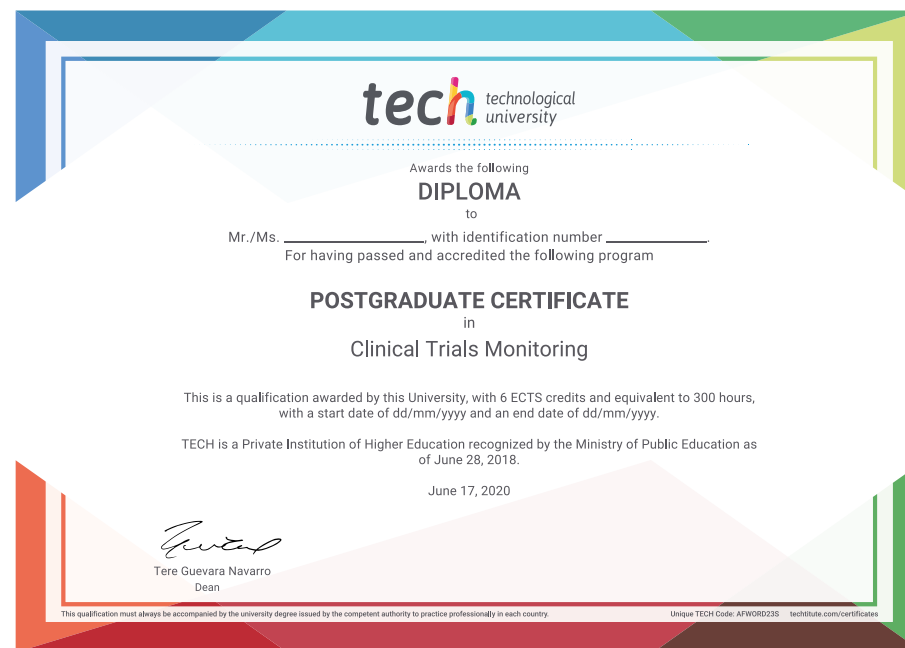 tech technological
university
Awards the following
DIPLOMA
to
Mr./Ms. ____________________, with identification number ______________.
For having passed and accredited the following program
POSTGRADUATE CERTIFICATE
in
Clinical Trials Monitoring
This is a qualification awarded by this University, with 6 ECTS credits and equivalent to 300 hours,
with a start date of dd/mm/yyyy and an end date of dd/mm/yyyy.
TECH is a Private Institution of Higher Education recognized by the Ministry of Public Education as
of June 28, 2018.
June 17, 2020
Tere Guevara Navarro
Dean
This qualification must always be accompanied by the university degree issued by the competent authority to practice professionally in each country. Unique TECH Code: AFWORD23S techtitute.com/certificates